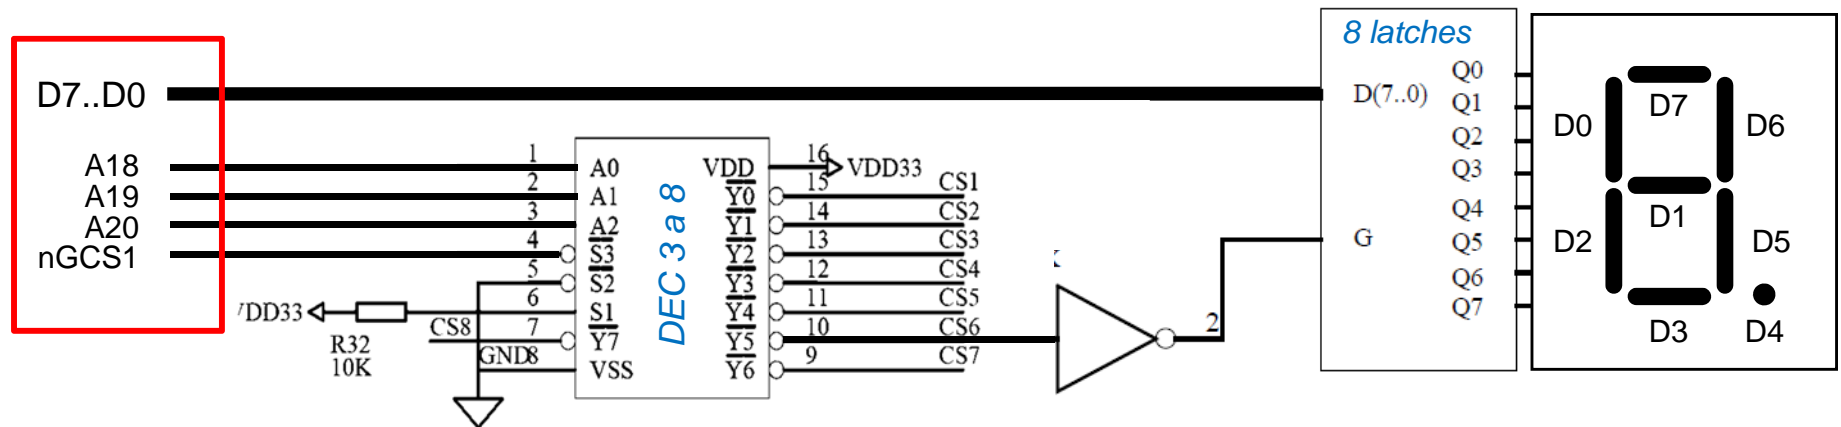 D7..D0
A18
A19
A20
nGCS1
VDD33
R32
10K
CS8
GND
1
2
3
4
5
6
7
8
A0
A1
A2
S3
S2
S1
Y7
VSS
DEC 3 a 8
VDD
Y0
Y1
Y2
Y3
Y4
Y5
Y6
16
15
14
13
12
11
10
9
VDD33
CS1
CS2
CS3
CS4
CS5
CS6
CS7
2
8 latches
D(7..0)
G
Q0
Q1
Q2
Q3
Q4
Q5
Q6
Q7
D7
D0
D6
D1
D2
D5
D3
D4